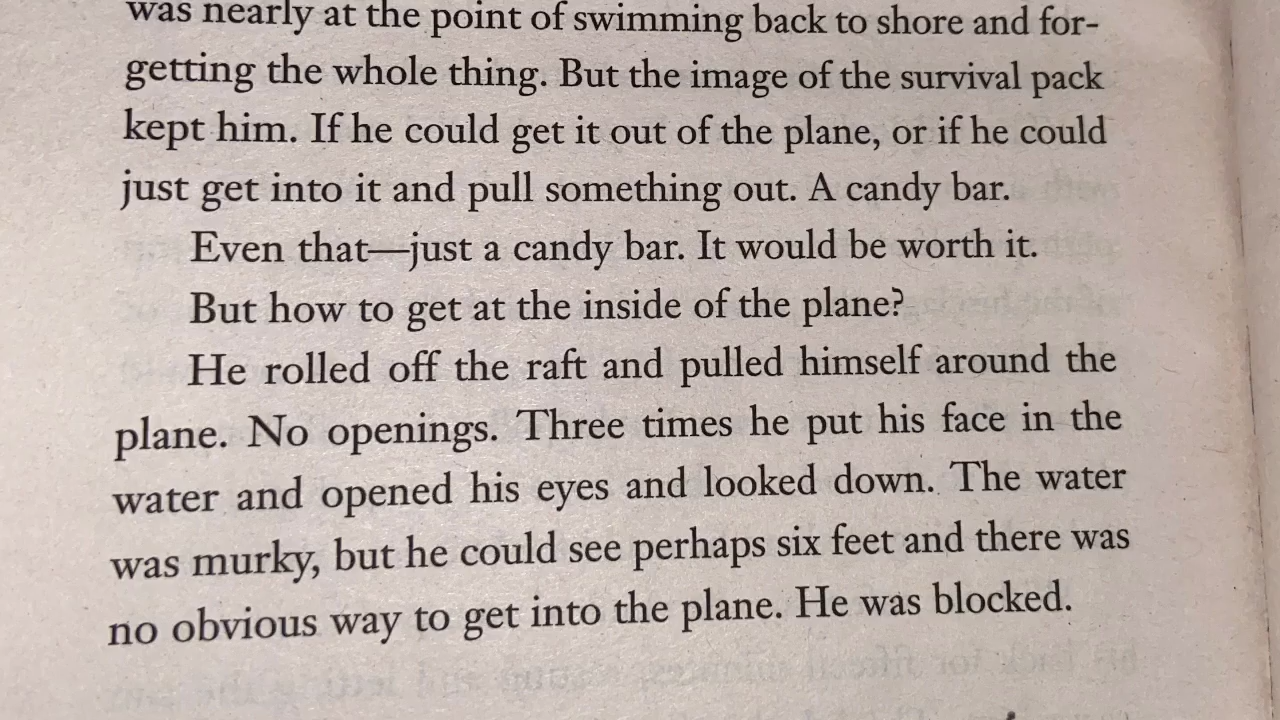 was nearly at the point of swimming back to shore and for-
getting the whole thing. But the image of the survival pack
kept him. If he could get it out of the plane, or if he could
just get into it and pull something out. A candy bar.
Even that—just a candy bar. It would be worth it.
But how to get at the inside of the plane?
He rolled off the raft and pulled himself around the
plane. No openings. Three times he put his face in the
water and opened his eyes and looked down. The water
was murky, but he could see perhaps six feet and there was
no obvious way to get into the plane. He was blocked.